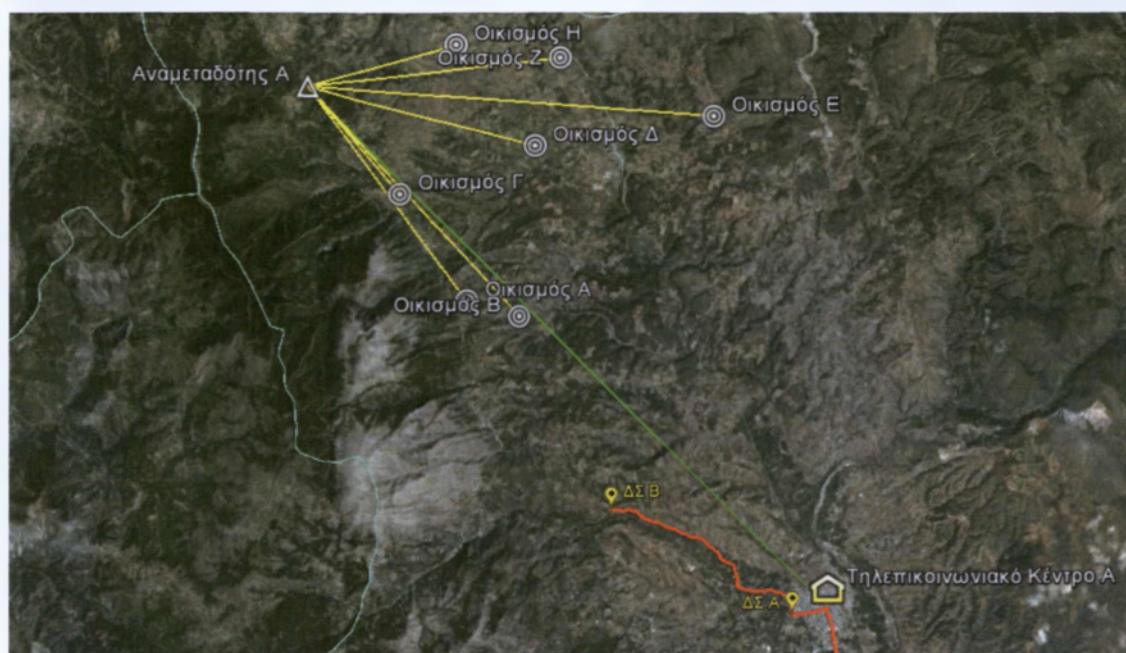 Οικισμός Η
Οικισμός Ζ
Αναμεταδότης Α
Οικισμός Ε
Οικισμός Δ
Οικισμός Γ
Οικισμός Α
Οικισμός Β
ΔΣ Β
Τηλεπικοινωνιακό Κέντρο Α
ΔΣ Α